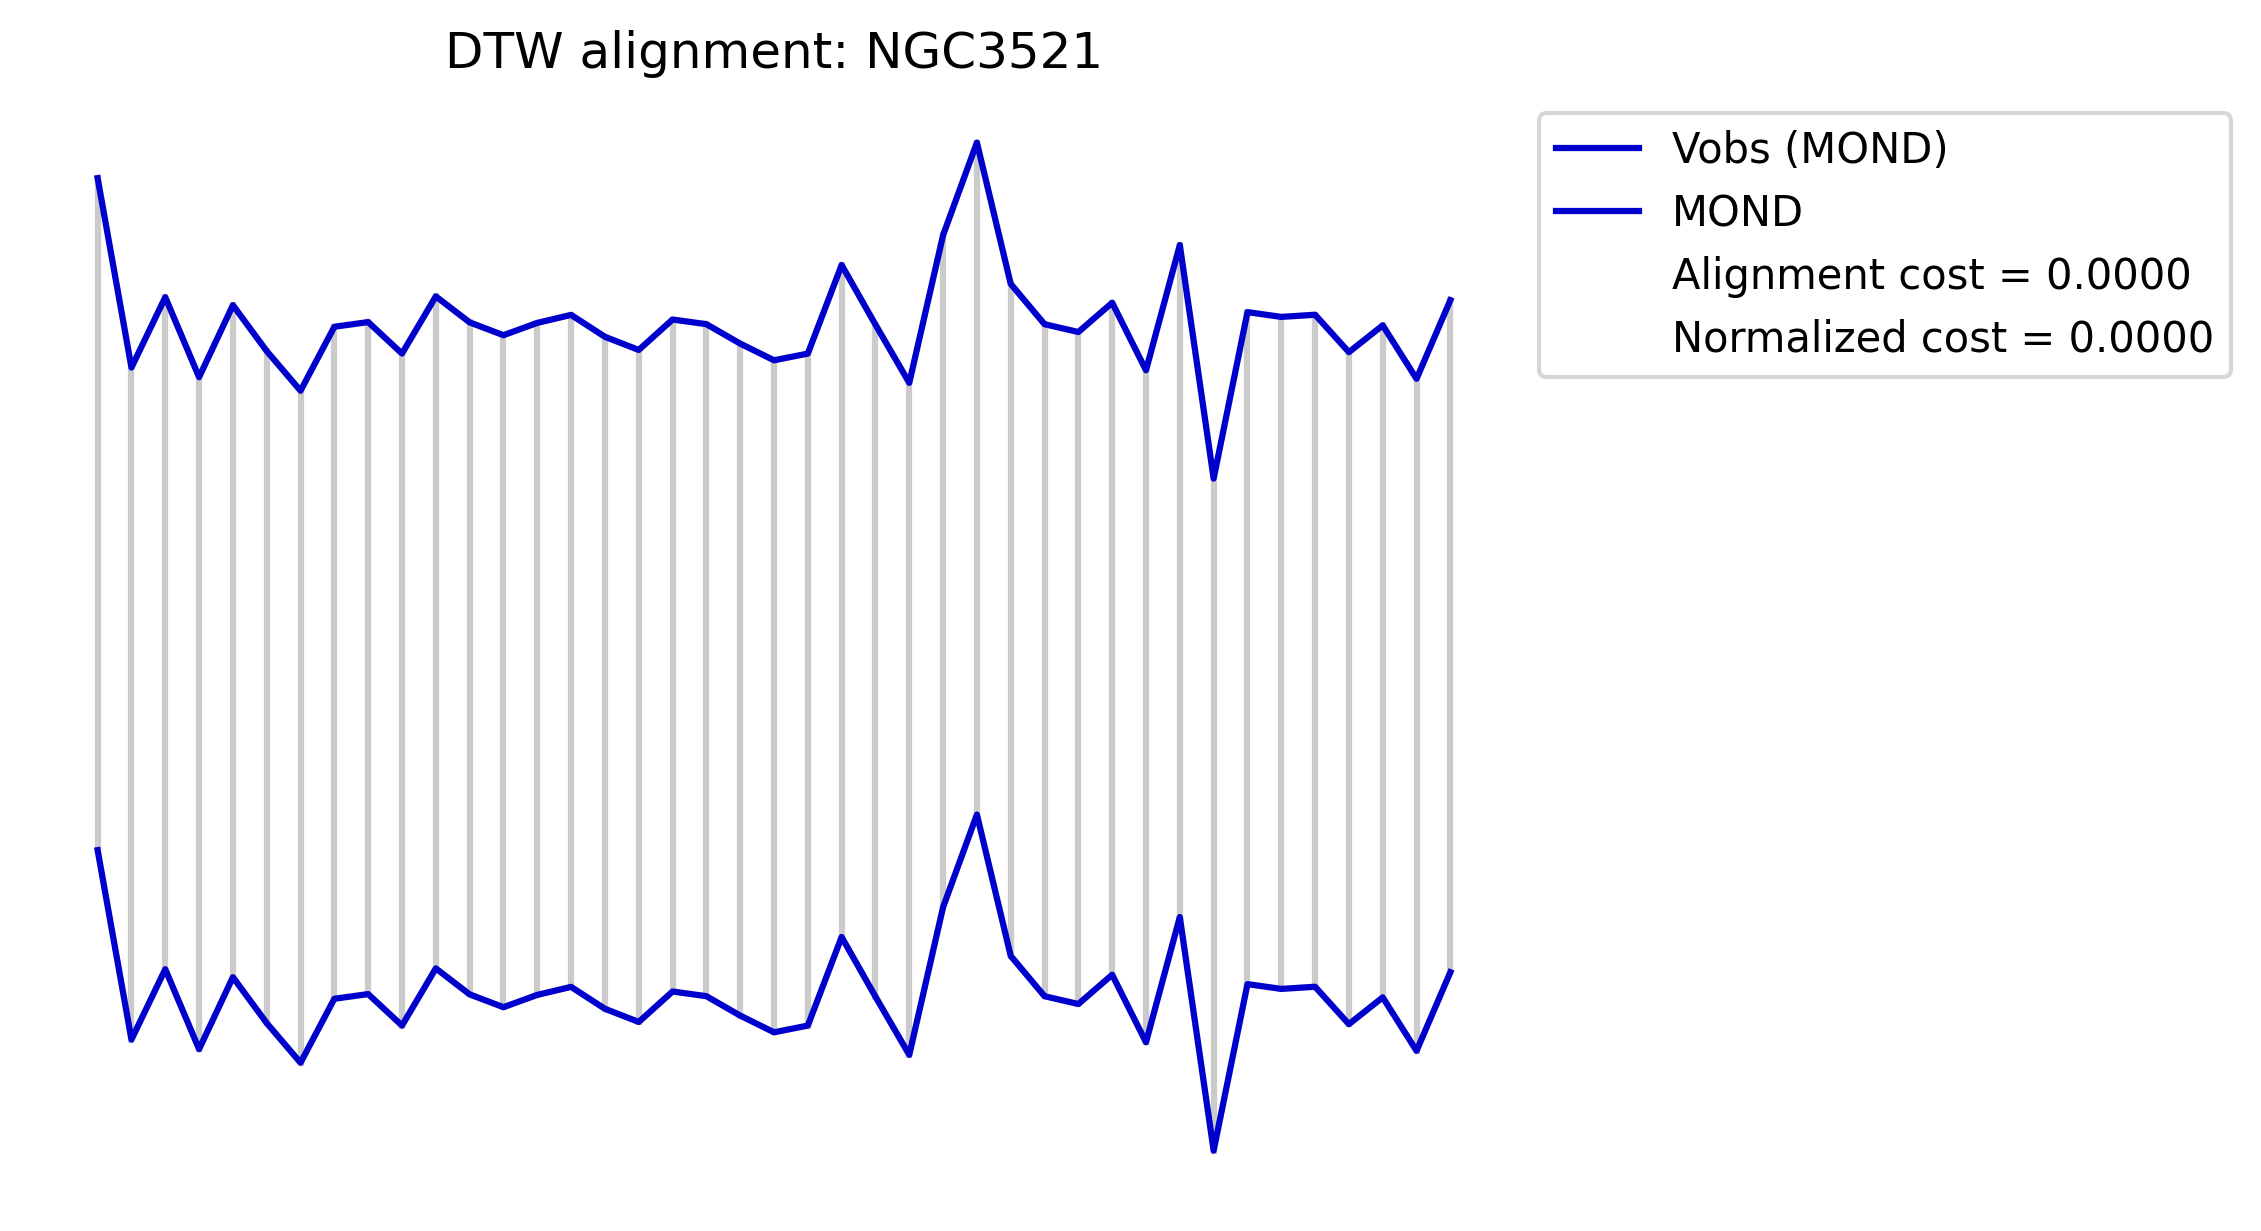 DTW alignment: NGC3521
Vobs (MOND)
MOND
Alignment cost = 0.0000
Normalized cost = 0.0000